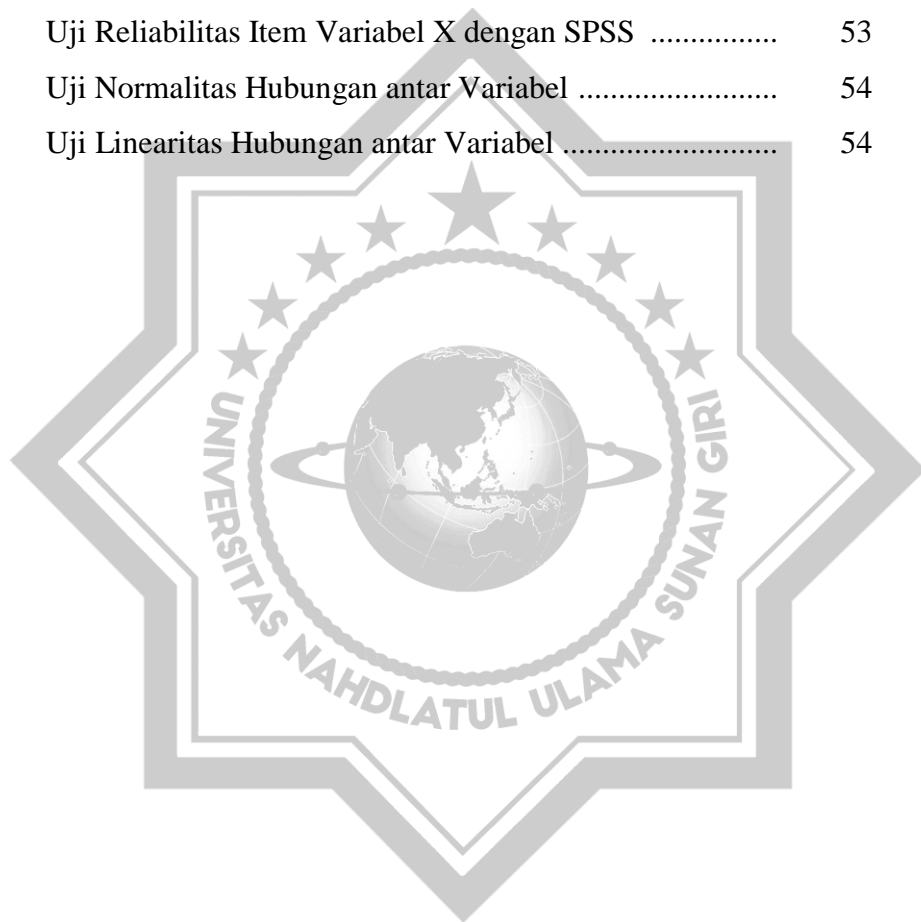 Uji Reliabilitas Item Variabel X dengan SPSS ................ 53
Uji Normalitas Hubungan antar Variabel ......................... 54
Uji Linearitas Hubungan antar Variabel ........................... 54
UNIVERSITAS NAHDLATUL ULAMA SUNAN GIRI